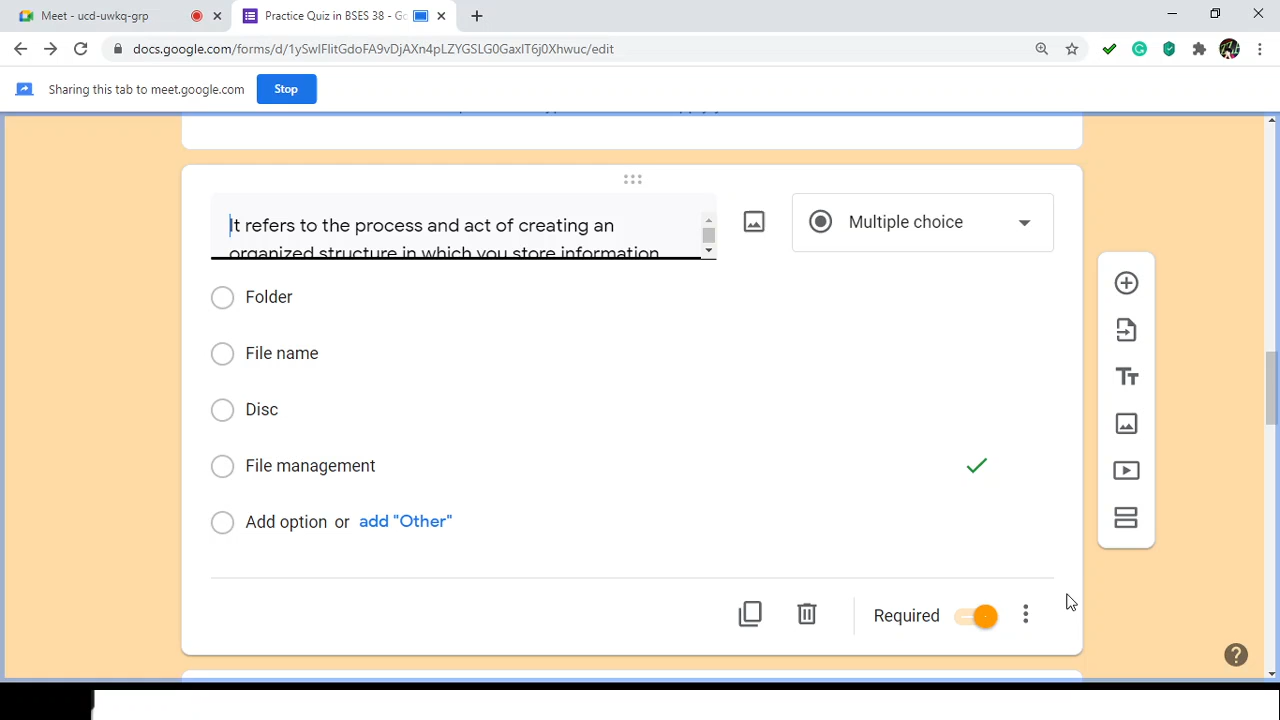 Meet - ucd-uwkq-grp
Practice Quiz in BSES 38 - Go
docs.google.com/forms/d/1ySwIFlitGdoFA9vDjAXn4pLZYGSLG0GaxlT6j0Xhwuc/edit
Sharing this tab to meet.google.com
Stop
It refers to the process and act of creating an
organized structure in which you store information
Multiple choice
Folder
File name
Disc
File management
Add option or add "Other"
Required